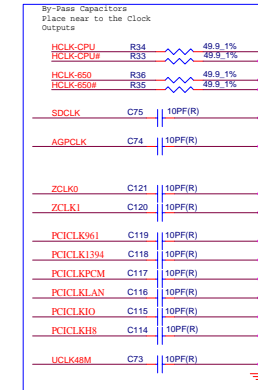 By-Pass Capacitors
Place near to the Clock
Outputs
HCLK-CPU R34 49.9_1%
HCLK-CPU# R33 49.9_1%
HCLK-650 R36 49.9_1%
HCLK-650# R35 49.9_1%
SDCLK C75 10PF(R)
AGPCLK C74 10PF(R)
ZCLK0 C121 10PF(R)
ZCLK1 C120 10PF(R)
PCICLK961 C119 10PF(R)
PCICLK1394 C118 10PF(R)
PCICLKPCM C117 10PF(R)
PCICLKLAN C116 10PF(R)
PCICLKIO C115 10PF(R)
PCICLKH8 C114 10PF(R)
UCLK48M C73 10PF(R)